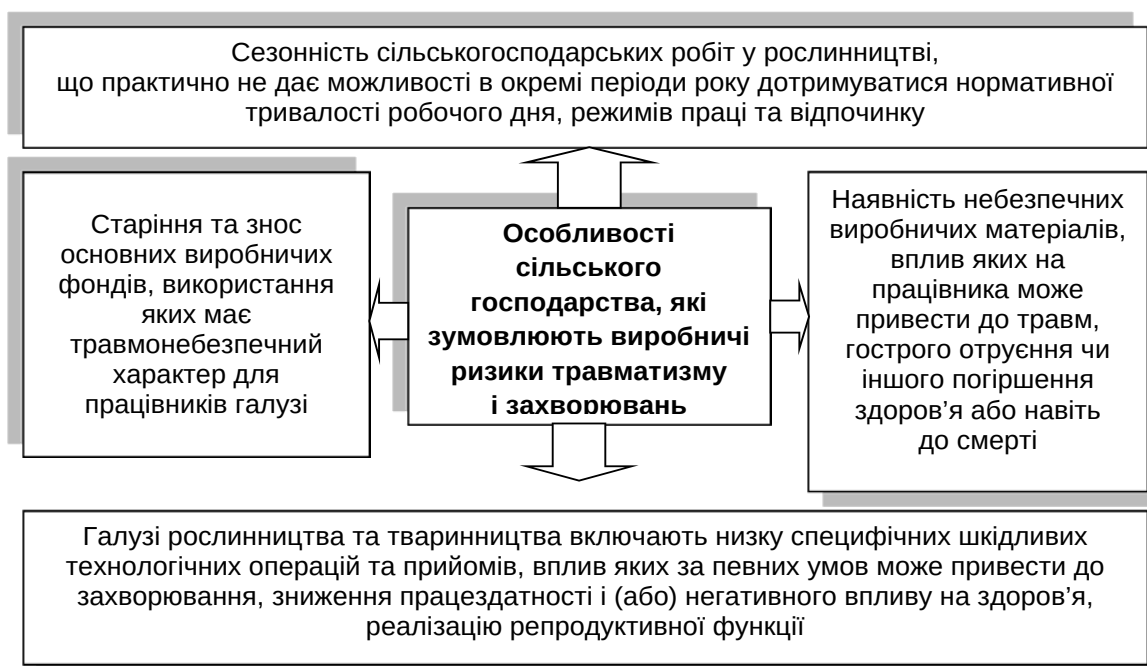 Сезонність сільськогосподарських робіт у рослинництві,
що практично не дає можливості в окремі періоди року дотримуватися нормативної
тривалості робочого дня, режимів праці та відпочинку
Старіння та знос
основних виробничих
фондів, використання
яких має
травмонебезпечний
характер для
працівників галузі
Особливості
сільського
господарства, які
зумовлюють виробничі
ризики травматизму
і захворювань
Наявність небезпечних
виробничих матеріалів,
вплив яких на
працівника може
привести до травм,
гострого отруєння чи
іншого погіршення
здоров’я або навіть
до смерті
Галузі рослинництва та тваринництва включають низку специфічних шкідливих
технологічних операцій та прийомів, вплив яких за певних умов може привести до
захворювання, зниження працездатності і (або) негативного впливу на здоров’я,
реалізацію репродуктивної функції